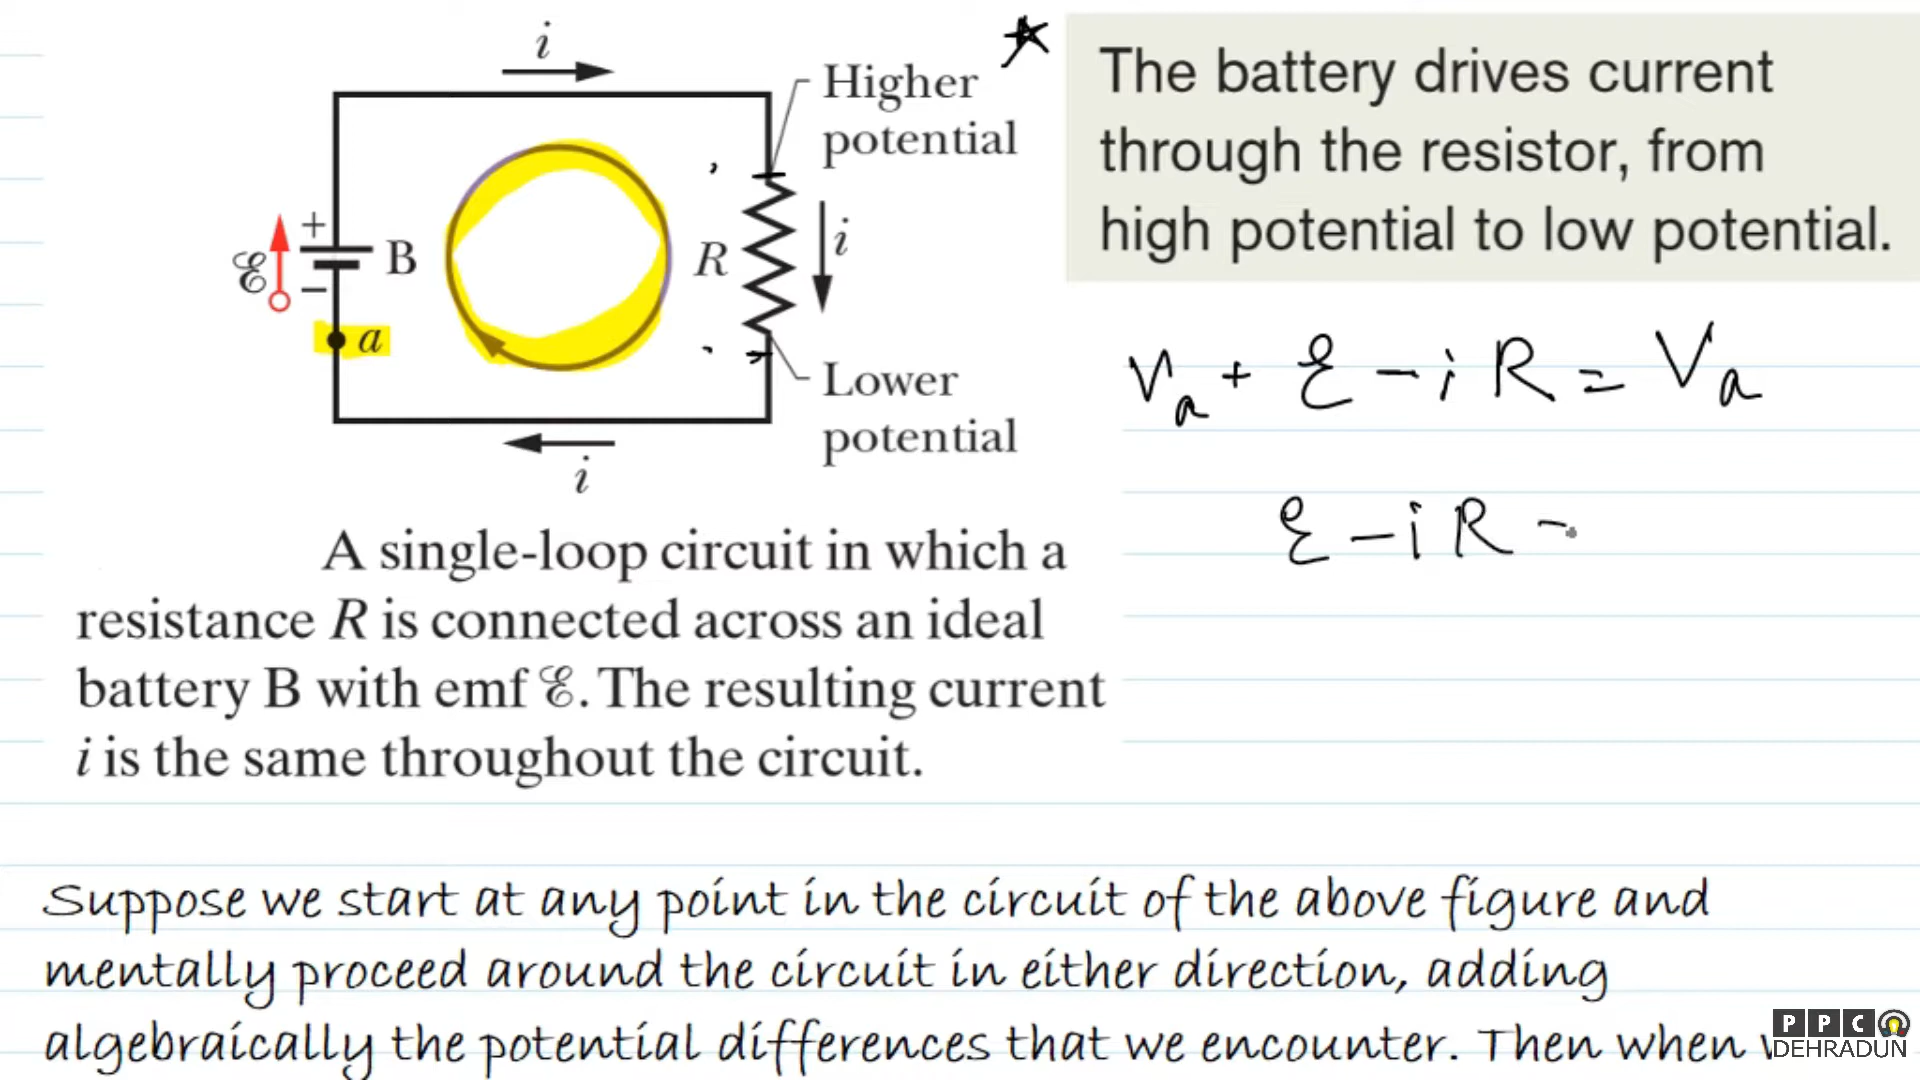 i
Higher
potential
The battery drives current
through the resistor, from
high potential to low potential.
+
ℰ
B
R
i
−
a
Lower
potential
i
Va + ℰ − i R = Va
ℰ − i R
A single-loop circuit in which a
resistance R is connected across an ideal
battery B with emf ℰ. The resulting current
i is the same throughout the circuit.
Suppose we start at any point in the circuit of the above figure and
mentally proceed around the circuit in either direction, adding
algebraically the potential differences that we encounter. Then when
PPC
DEHRADUN